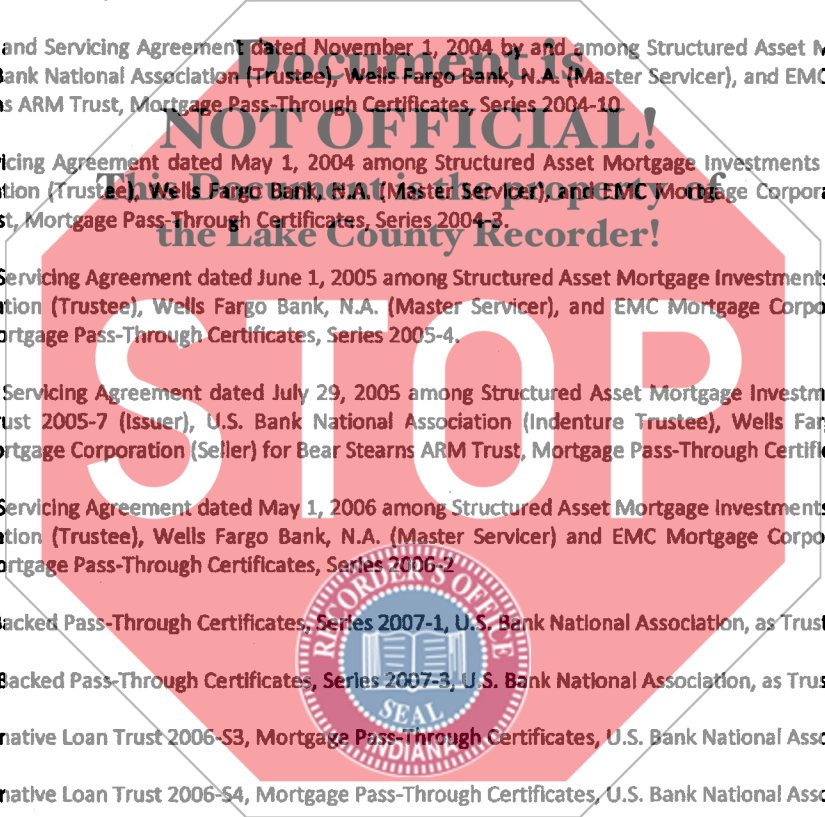 and Servicing Agreement dated November 1, 2004 by and among Structured Asset M
Document is
ank National Association (Trustee), Wells Fargo Bank, N.A. (Master Servicer), and EMC
s ARM Trust, Mortgage Pass-Through Certificates, Series 2004-10
NOT OFFICIAL!
icing Agreement dated May 1, 2004 among Structured Asset Mortgage Investments
This Document is the property of
tion (Trustee), Wells Fargo Bank, N.A. (Master Servicer), and EMC Mortgage Corpora
st, Mortgage Pass-Through Certificates, Series 2004-3.
the Lake County Recorder!
Servicing Agreement dated June 1, 2005 among Structured Asset Mortgage Investments
tion (Trustee), Wells Fargo Bank, N.A. (Master Servicer), and EMC Mortgage Corpo
ortgage Pass-Through Certificates, Series 2005-4.
STOP
Servicing Agreement dated July 29, 2005 among Structured Asset Mortgage Investm
ust 2005-7 (Issuer), U.S. Bank National Association (Indenture Trustee), Wells Far
ortgage Corporation (Seller) for Bear Stearns ARM Trust, Mortgage Pass-Through Certifi
Servicing Agreement dated May 1, 2006 among Structured Asset Mortgage Investments
tion (Trustee), Wells Fargo Bank, N.A. (Master Servicer) and EMC Mortgage Corpo
ortgage Pass-Through Certificates, Series 2006-2
RECORDER'S OFFICE
acked Pass-Through Certificates, Series 2007-1, U.S. Bank National Association, as Trust
Backed Pass-Through Certificates, Series 2007-3, U.S. Bank National Association, as Trus
SEAL
native Loan Trust 2006-S3, Mortgage Pass-Through Certificates, U.S. Bank National Asso
INDIANA
native Loan Trust 2006-S4, Mortgage Pass-Through Certificates, U.S. Bank National Asso